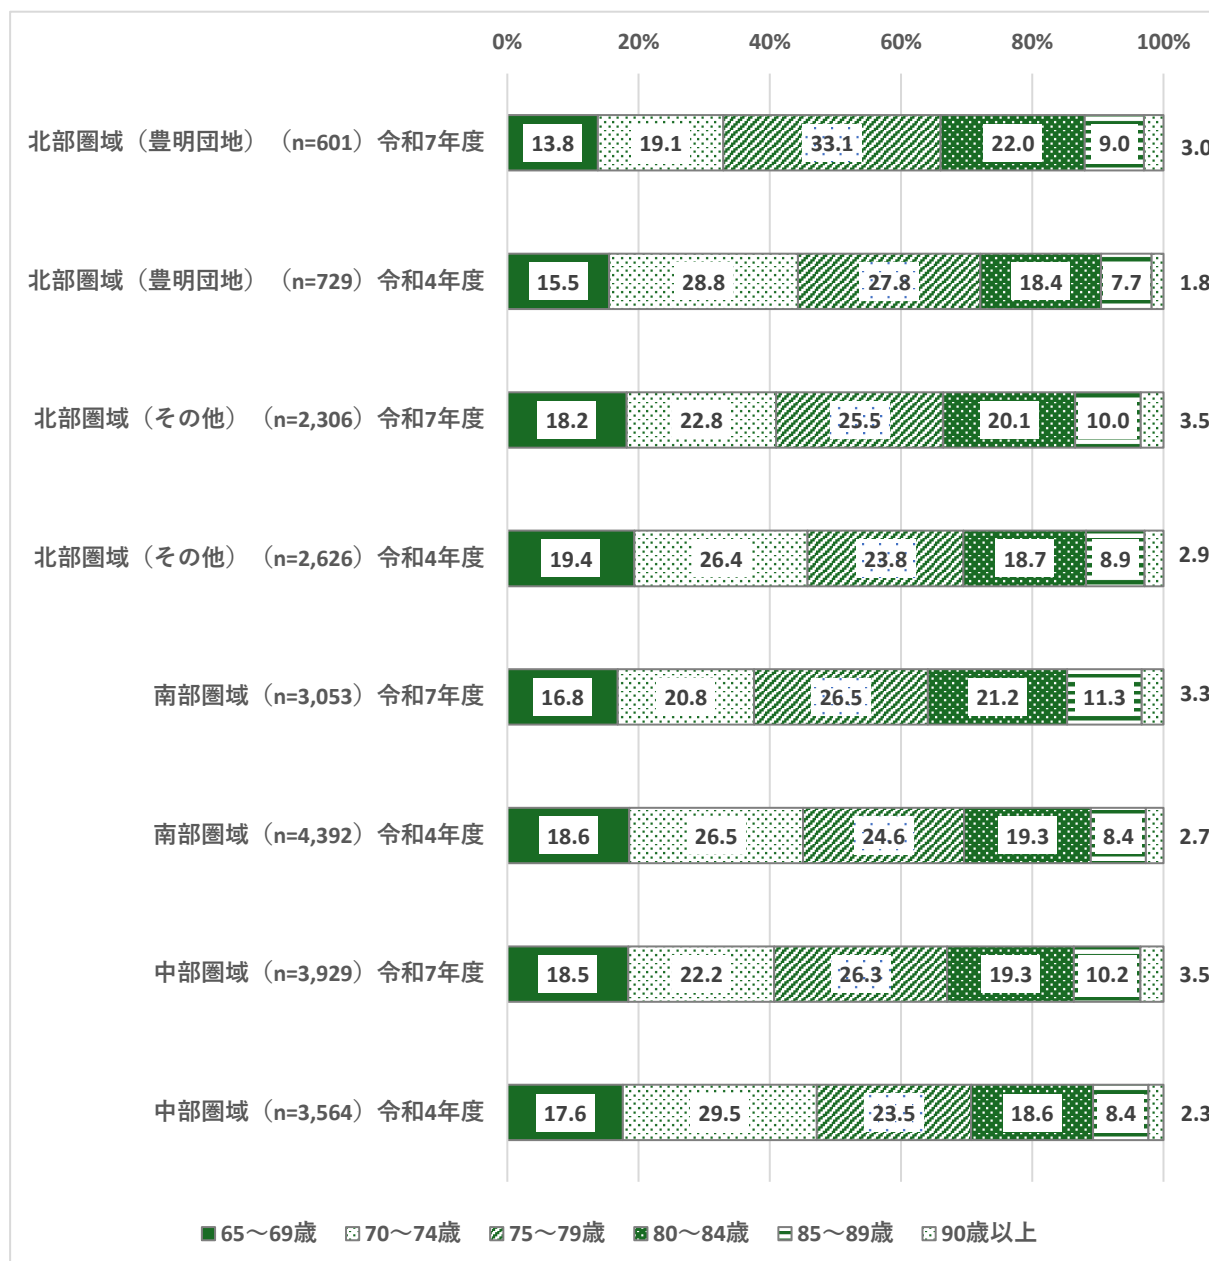 0% 20% 40% 60% 80% 100%
北部圏域（豊明団地）（n=601）令和7年度 13.8 19.1 33.1 22.0 9.0 3.0
北部圏域（豊明団地）（n=729）令和4年度 15.5 28.8 27.8 18.4 7.7 1.8
北部圏域（その他）（n=2,306）令和7年度 18.2 22.8 25.5 20.1 10.0 3.5
北部圏域（その他）（n=2,626）令和4年度 19.4 26.4 23.8 18.7 8.9 2.9
南部圏域（n=3,053）令和7年度 16.8 20.8 26.5 21.2 11.3 3.3
南部圏域（n=4,392）令和4年度 18.6 26.5 24.6 19.3 8.4 2.7
中部圏域（n=3,929）令和7年度 18.5 22.2 26.3 19.3 10.2 3.5
中部圏域（n=3,564）令和4年度 17.6 29.5 23.5 18.6 8.4 2.3
65～69歳 70～74歳 75～79歳 80～84歳 85～89歳 90歳以上